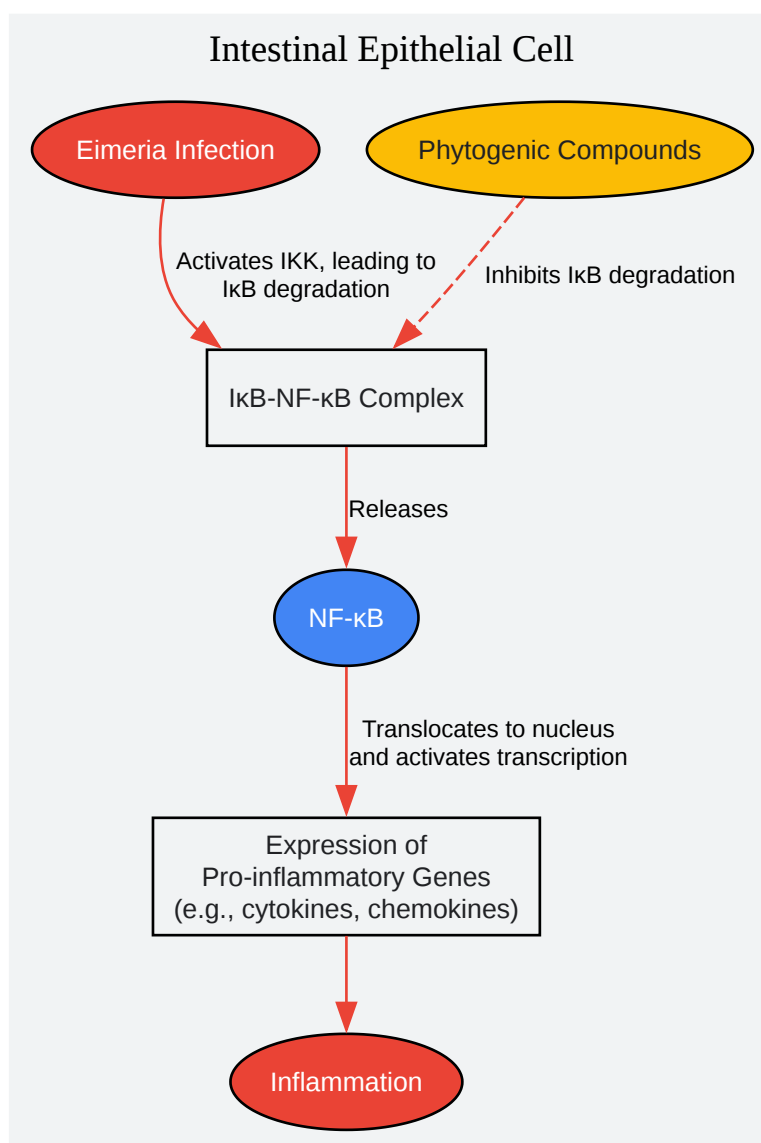 Intestinal Epithelial Cell
Eimeria Infection
Phytogenic Compounds
Activates IKK, leading to
IκB degradation
Inhibits IκB degradation
IκB-NF-κB Complex
Releases
NF-κB
Translocates to nucleus
and activates transcription
Expression of
Pro-inflammatory Genes
(e.g., cytokines, chemokines)
Inflammation